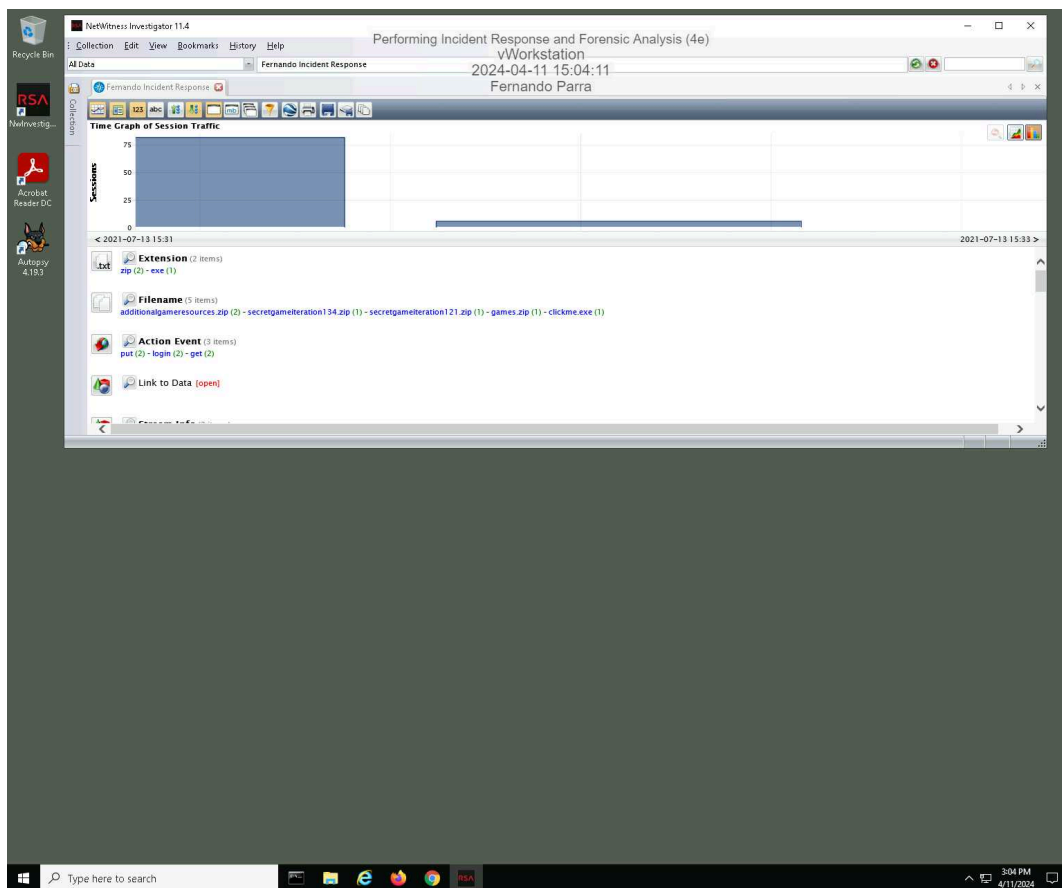 Recycle Bin
NwInvestig...
Acrobat
Reader DC
Autopsy
4.19.3
NetWitness Investigator 11.4
Performing Incident Response and Forensic Analysis (4e)
vWorkstation
2024-04-11 15:04:11
Fernando Parra
Collection Edit View Bookmarks History Help
All Data
Fernando Incident Response
Fernando Incident Response
Collection
123 abc
Time Graph of Session Traffic
Sessions
75
50
25
0
< 2021-07-13 15:31
2021-07-13 15:33 >
.txt
Extension (2 items)
zip (2) - exe (1)
Filename (5 items)
additionalgameresources.zip (2) - secretgameiteration134.zip (1) - secretgameiteration121.zip (1) - games.zip (1) - clickme.exe (1)
Action Event (3 items)
put (2) - login (2) - get (2)
Link to Data [open]
RSA
Type here to search
RSA
3:04 PM
4/11/2024